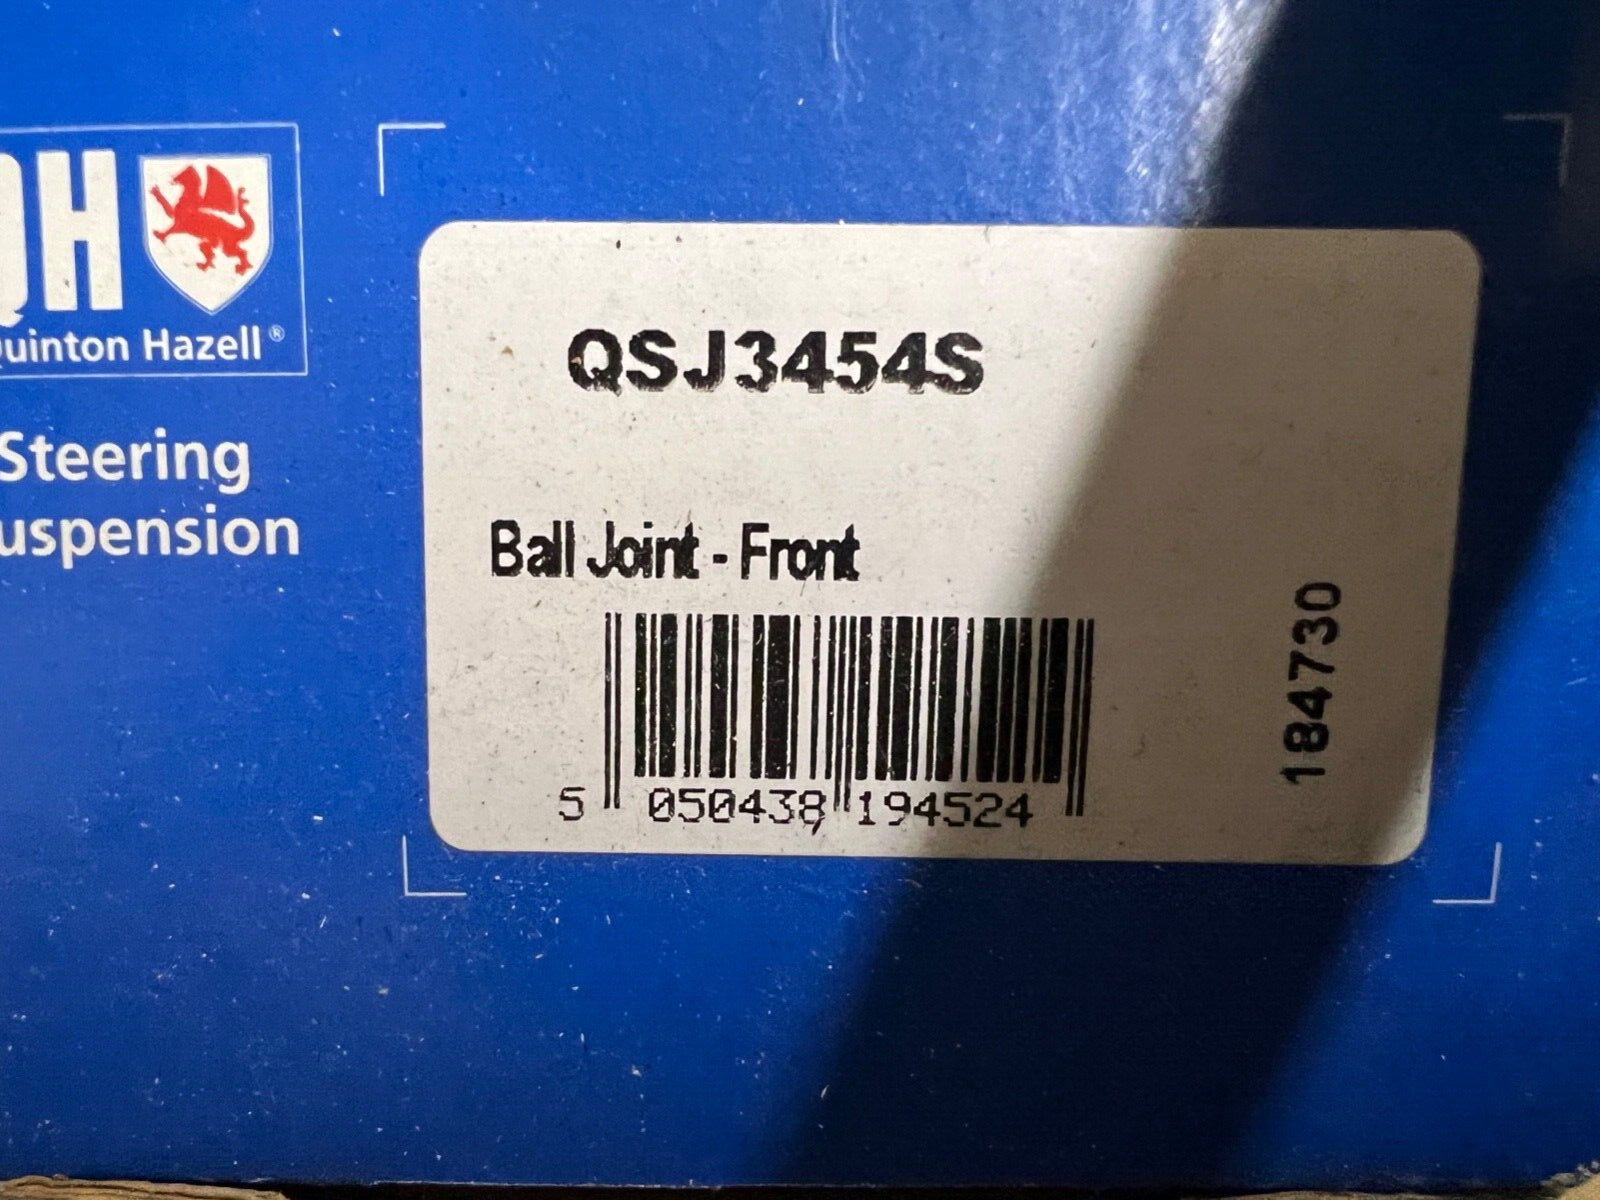 QH
Quinton Hazell®
Steering
uspension
QSJ3454S
Ball Joint - Front
5 050438 194524
184730